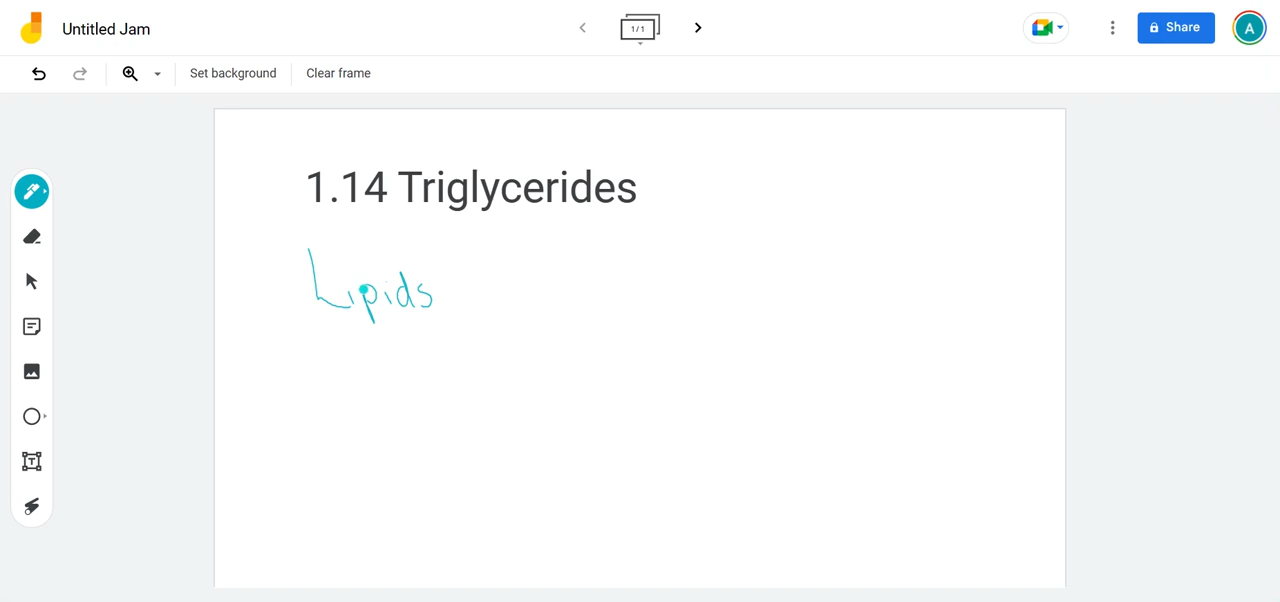 Untitled Jam
1/1
Share
A
Set background
Clear frame
1.14 Triglycerides
Lipids